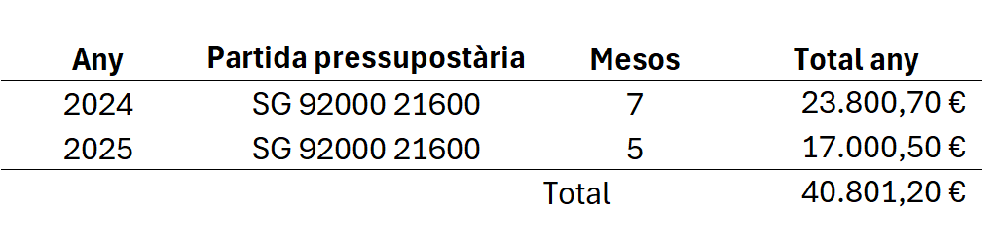 Any Partida pressupostària Mesos Total any
2024 SG 92000 21600 7 23.800,70 €
2025 SG 92000 21600 5 17.000,50 €
Total 40.801,20 €